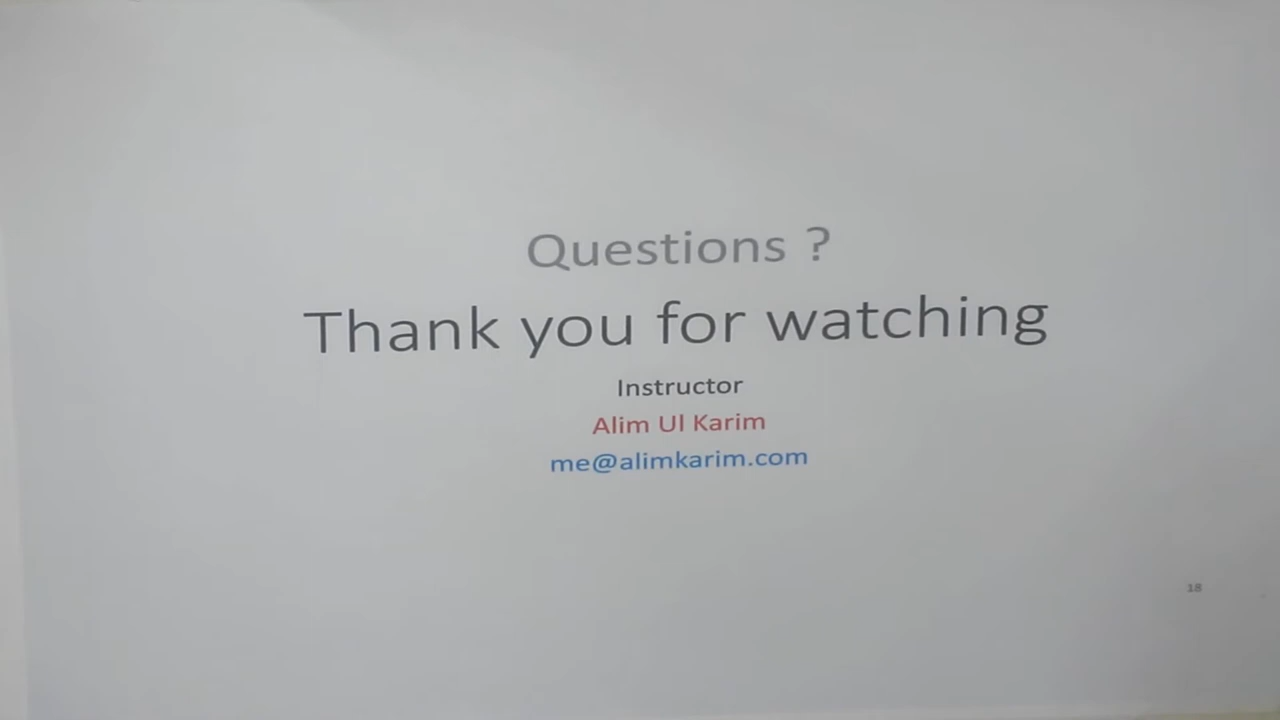 Questions ?
Thank you for watching
Instructor
Alim Ul Karim
me@alimkarim.com
18